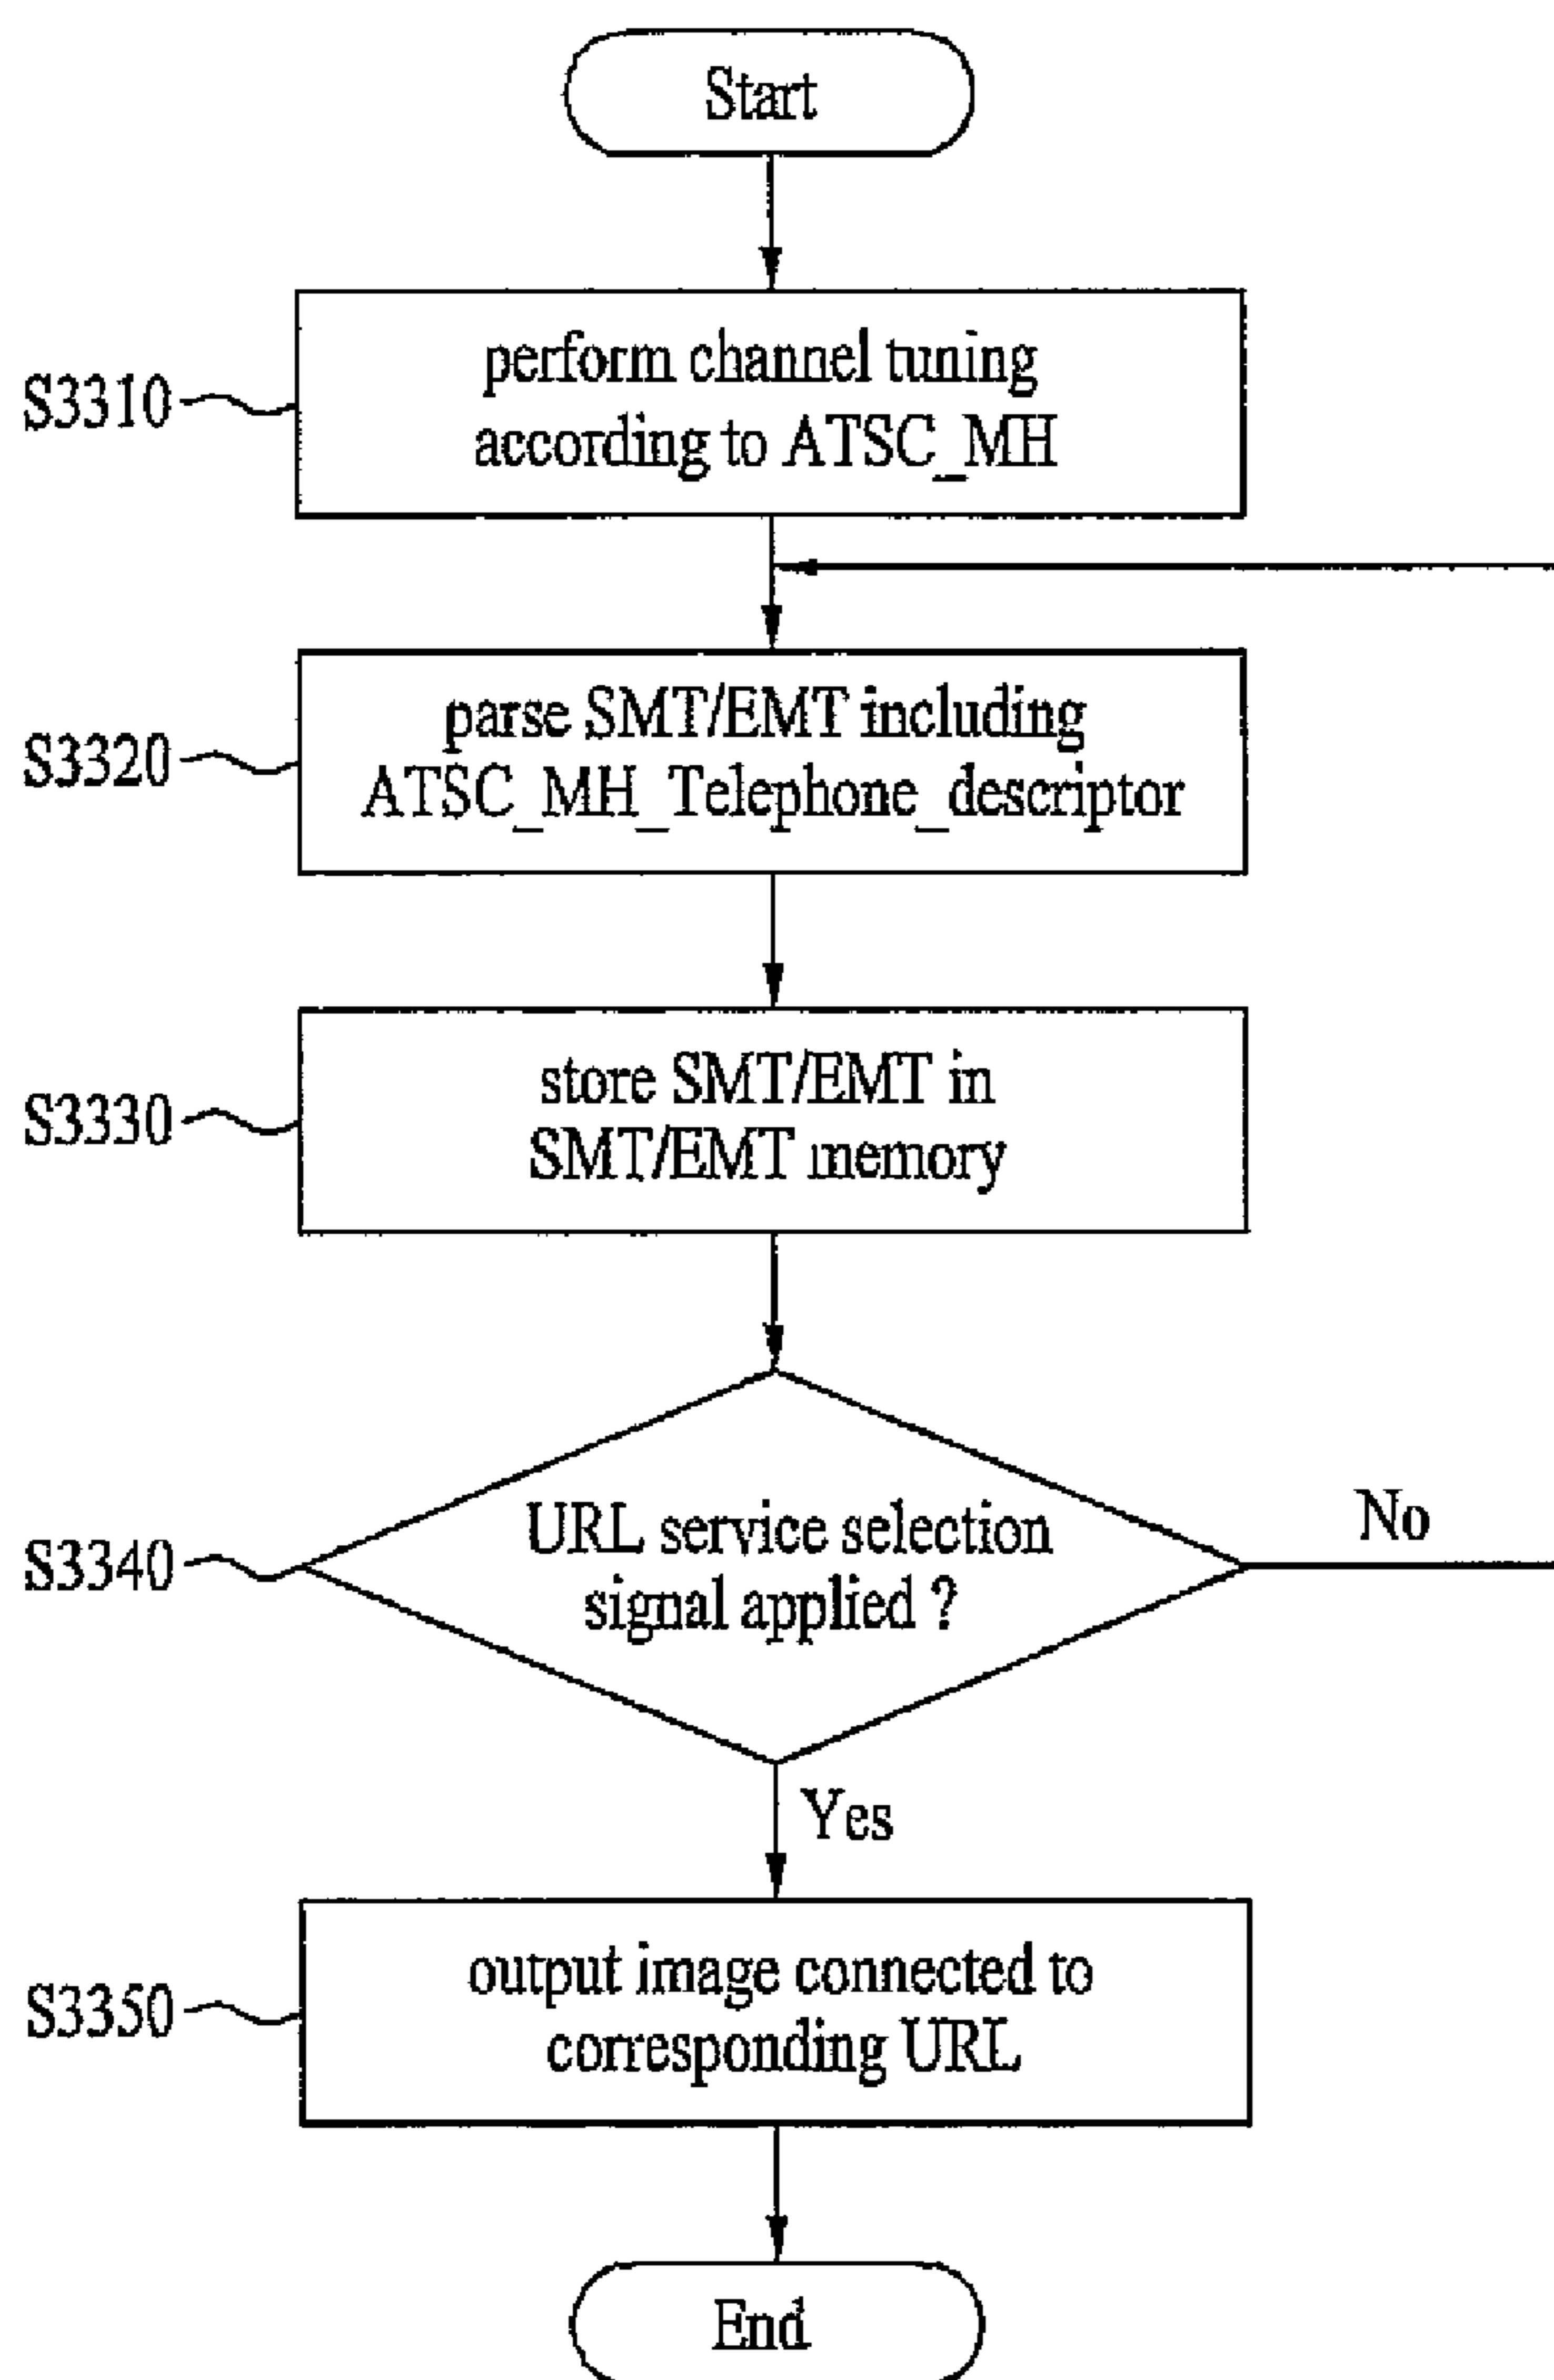 Start
S3310
perform channel tuning
according to ATSC_MH
S3320
parse SMT/EMT including
ATSC_MH_Telephone_descriptor
S3330
store SMT/EMT in
SMT/EMT memory
S3340
URL service selection
signal applied ?
No
Yes
S3350
output image connected to
corresponding URL
End